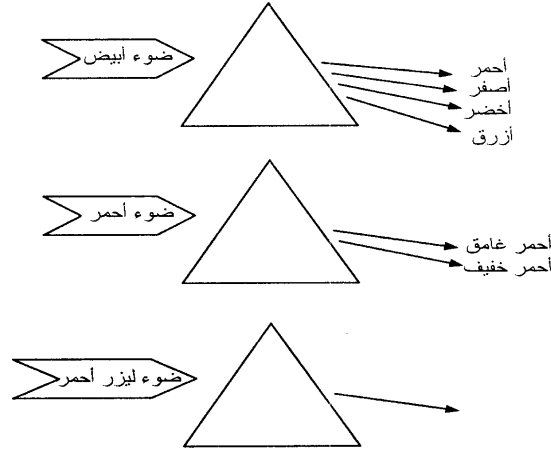 ضوء أبيض
أحمر
أصفر
أخضر
أزرق
ضوء أحمر
أحمر غامق
أحمر خفيف
ضوء ليزر أحمر